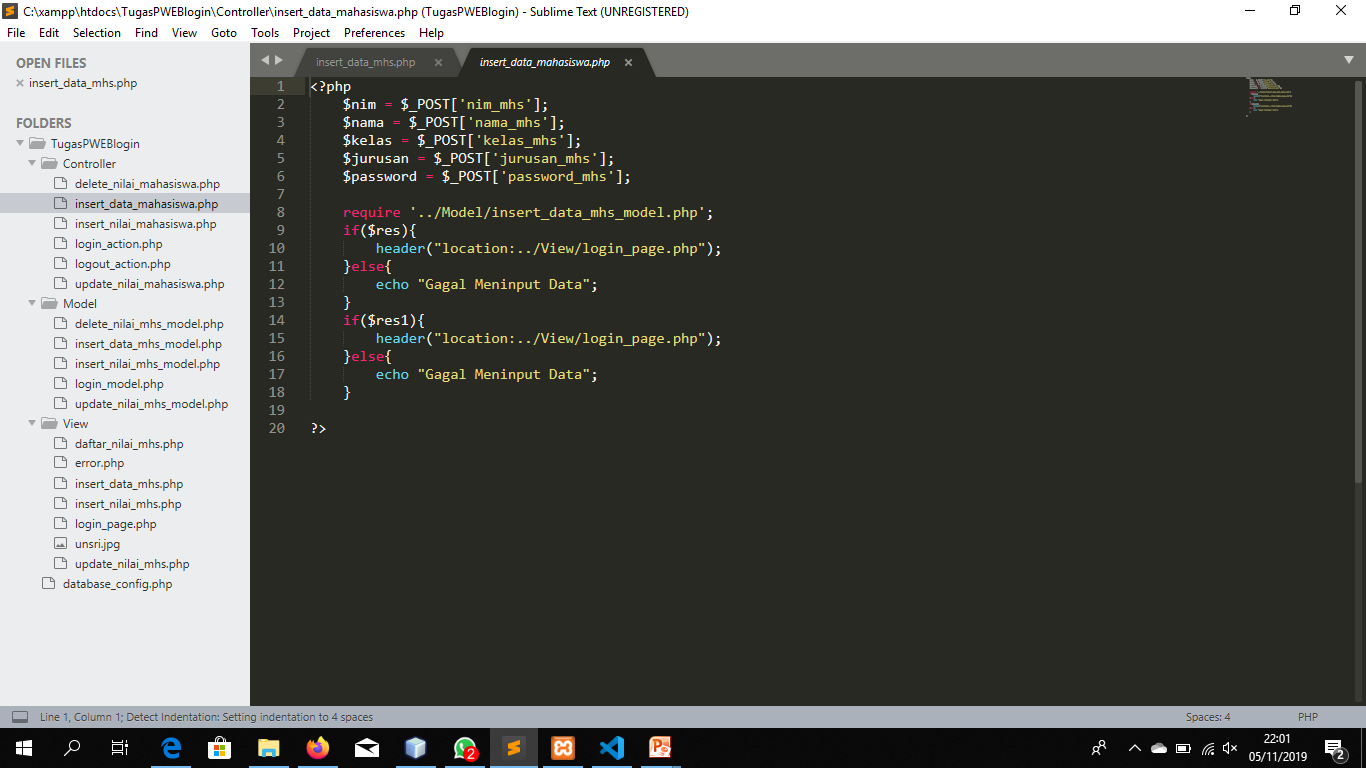 C:\xampp\htdocs\TugasPWEBlogin\Controller\insert_data_mahasiswa.php (TugasPWEBlogin) - Sublime Text (UNREGISTERED)
File Edit Selection Find View Goto Tools Project Preferences Help
OPEN FILES
insert_data_mhs.php
FOLDERS
TugasPWEBlogin
Controller
delete_nilai_mahasiswa.php
insert_data_mahasiswa.php
insert_nilai_mahasiswa.php
login_action.php
logout_action.php
update_nilai_mahasiswa.php
Model
delete_nilai_mhs_model.php
insert_data_mhs_model.php
insert_nilai_mhs_model.php
login_model.php
update_nilai_mhs_model.php
View
daftar_nilai_mhs.php
error.php
insert_data_mhs.php
insert_nilai_mhs.php
login_page.php
unsri.jpg
update_nilai_mhs.php
database_config.php
insert_data_mhs.php insert_data_mahasiswa.php
1 <?php
2 $nim = $_POST['nim_mhs'];
3 $nama = $_POST['nama_mhs'];
4 $kelas = $_POST['kelas_mhs'];
5 $jurusan = $_POST['jurusan_mhs'];
6 $password = $_POST['password_mhs'];
7
8 require '../Model/insert_data_mhs_model.php';
9 if($res){
10 header("location:../View/login_page.php");
11 }else{
12 echo "Gagal Meninput Data";
13 }
14 if($res1){
15 header("location:../View/login_page.php");
16 }else{
17 echo "Gagal Meninput Data";
18 }
19
20 ?>
Line 1, Column 1; Detect Indentation: Setting indentation to 4 spaces Spaces: 4 PHP
2
22:01
05/11/2019
2